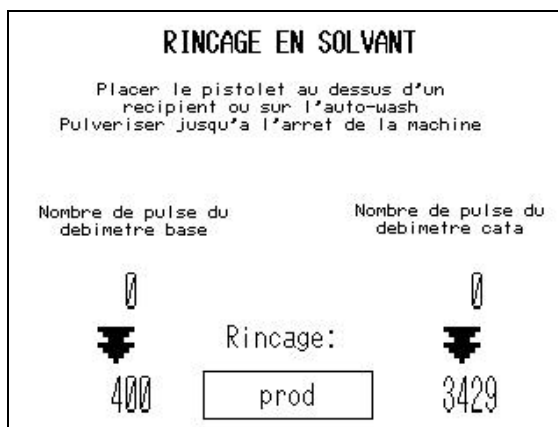 RINCAGE EN SOLVANT
Placer le pistolet au dessus d'un
recipient ou sur l'auto-wash
Pulveriser jusqu'a l'arret de la machine
Nombre de pulse du
debimetre base
Nombre de pulse du
debimetre cata
0
0
Rincage:
400
prod
3429